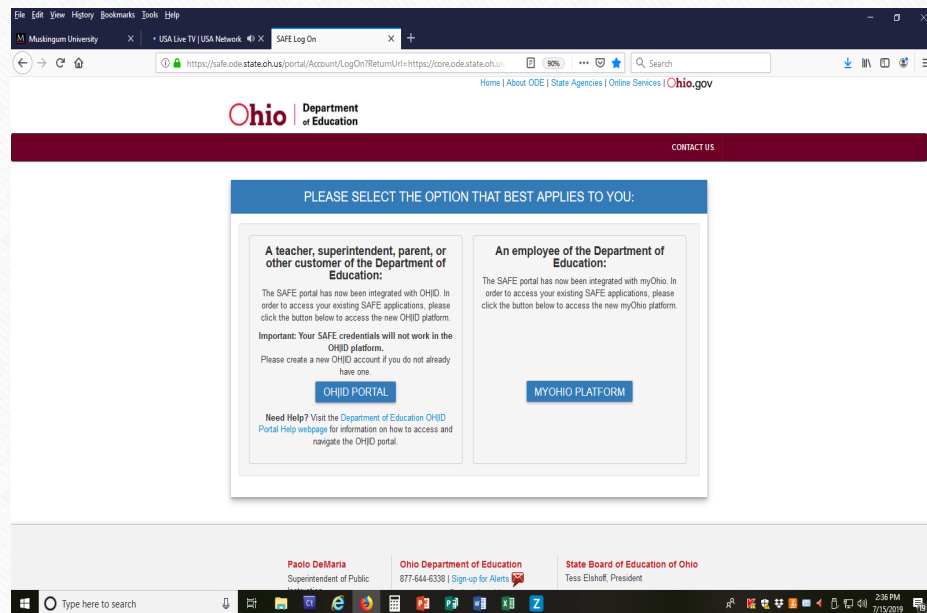 File Edit View History Bookmarks Tools Help
M Muskingum University
• USA Live TV | USA Network
SAFE Log On
https://safe.ode.state.oh.us/portal/Account/LogOn?ReturnUrl=https://core.ode.state.oh.us
90%
Search
Home | About ODE | State Agencies | Online Services | Ohio.gov
Ohio Department
of Education
CONTACT US
PLEASE SELECT THE OPTION THAT BEST APPLIES TO YOU:
A teacher, superintendent, parent, or
other customer of the Department of
Education:
The SAFE portal has now been integrated with OH|ID. In
order to access your existing SAFE applications, please
click the button below to access the new OH|ID platform.
Important: Your SAFE credentials will not work in the
OH|ID platform.
Please create a new OH|ID account if you do not already
have one.
OH|ID PORTAL
Need Help? Visit the Department of Education OH|ID
Portal Help webpage for information on how to access and
navigate the OH|ID portal.
An employee of the Department of
Education:
The SAFE portal has now been integrated with myOhio. In
order to access your existing SAFE applications, please
click the button below to access the new myOhio platform.
MYOHIO PLATFORM
Paolo DeMaria
Superintendent of Public
Ohio Department of Education
877-644-6338 | Sign-up for Alerts
State Board of Education of Ohio
Tess Elshoff, President
Type here to search
2:36 PM
7/15/2019